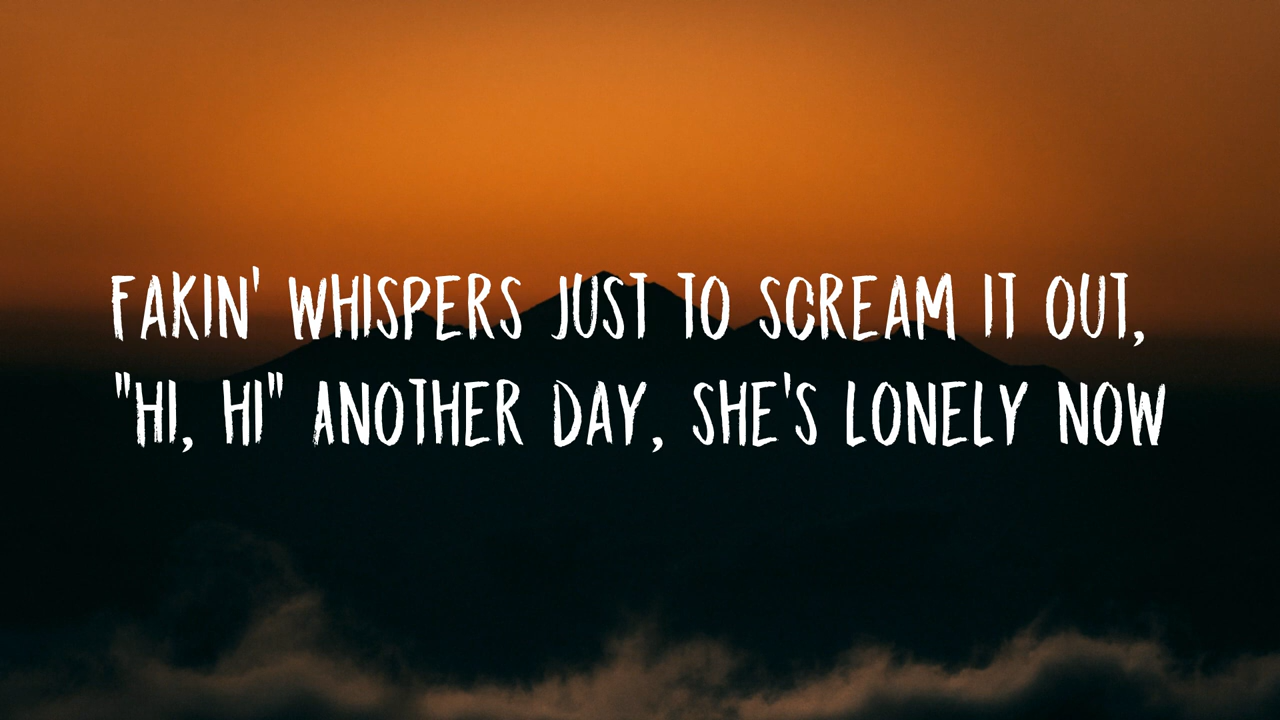 FAKIN' WHISPERS JUST TO SCREAM IT OUT,
"HI, HI" ANOTHER DAY, SHE'S LONELY NOW